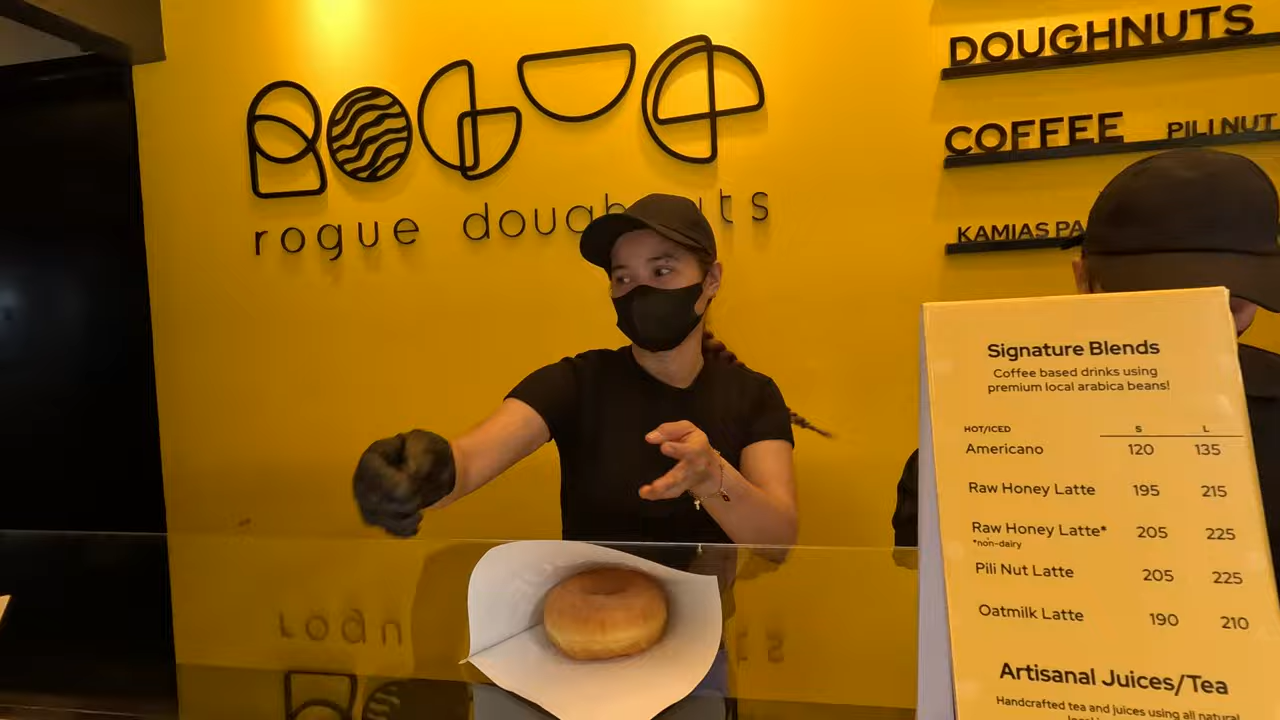 ROGUE
rogue doughnuts
DOUGHNUTS
COFFEE PILI NUT
KAMIAS PA
Signature Blends
Coffee based drinks using
premium local arabica beans!
HOT/ICED S L
Americano 120 135
Raw Honey Latte 195 215
Raw Honey Latte* 205 225
*non-dairy
Pili Nut Latte 205 225
Oatmilk Latte 190 210
Artisanal Juices/Tea
Handcrafted tea and juices using all natural